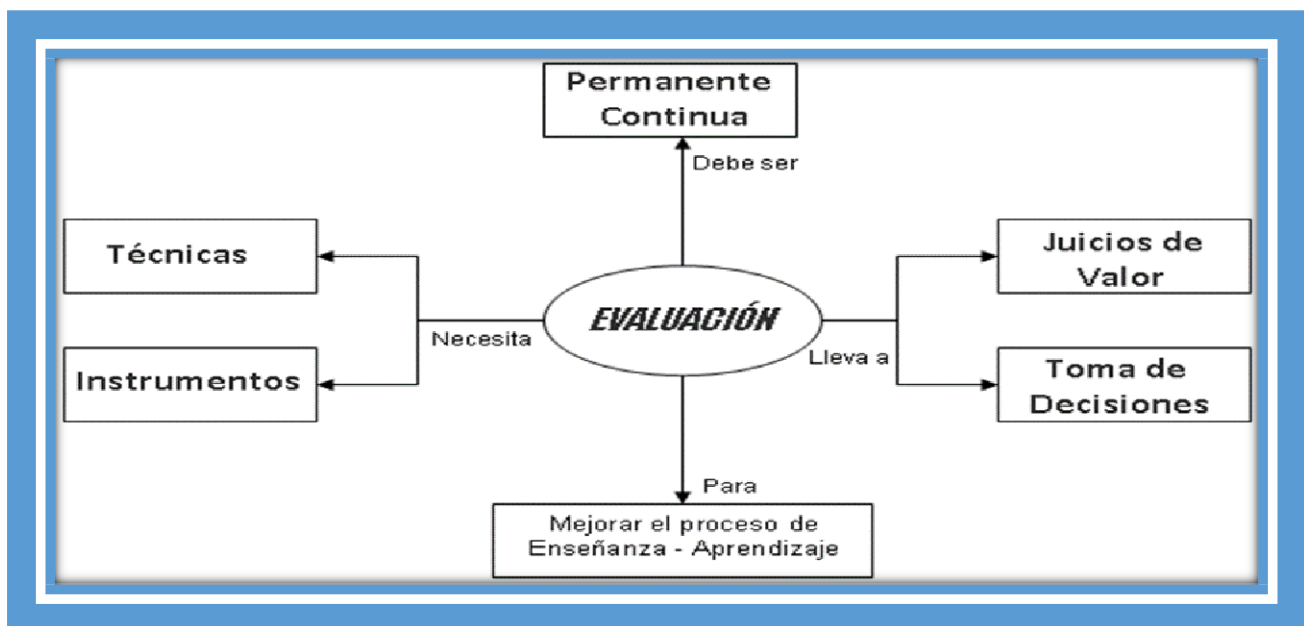 Permanente
Continua
Debe ser
Técnicas
Juicios de
Valor
EVALUACIÓN
Necesita
Lleva a
Instrumentos
Toma de
Decisiones
Para
Mejorar el proceso de
Enseñanza - Aprendizaje